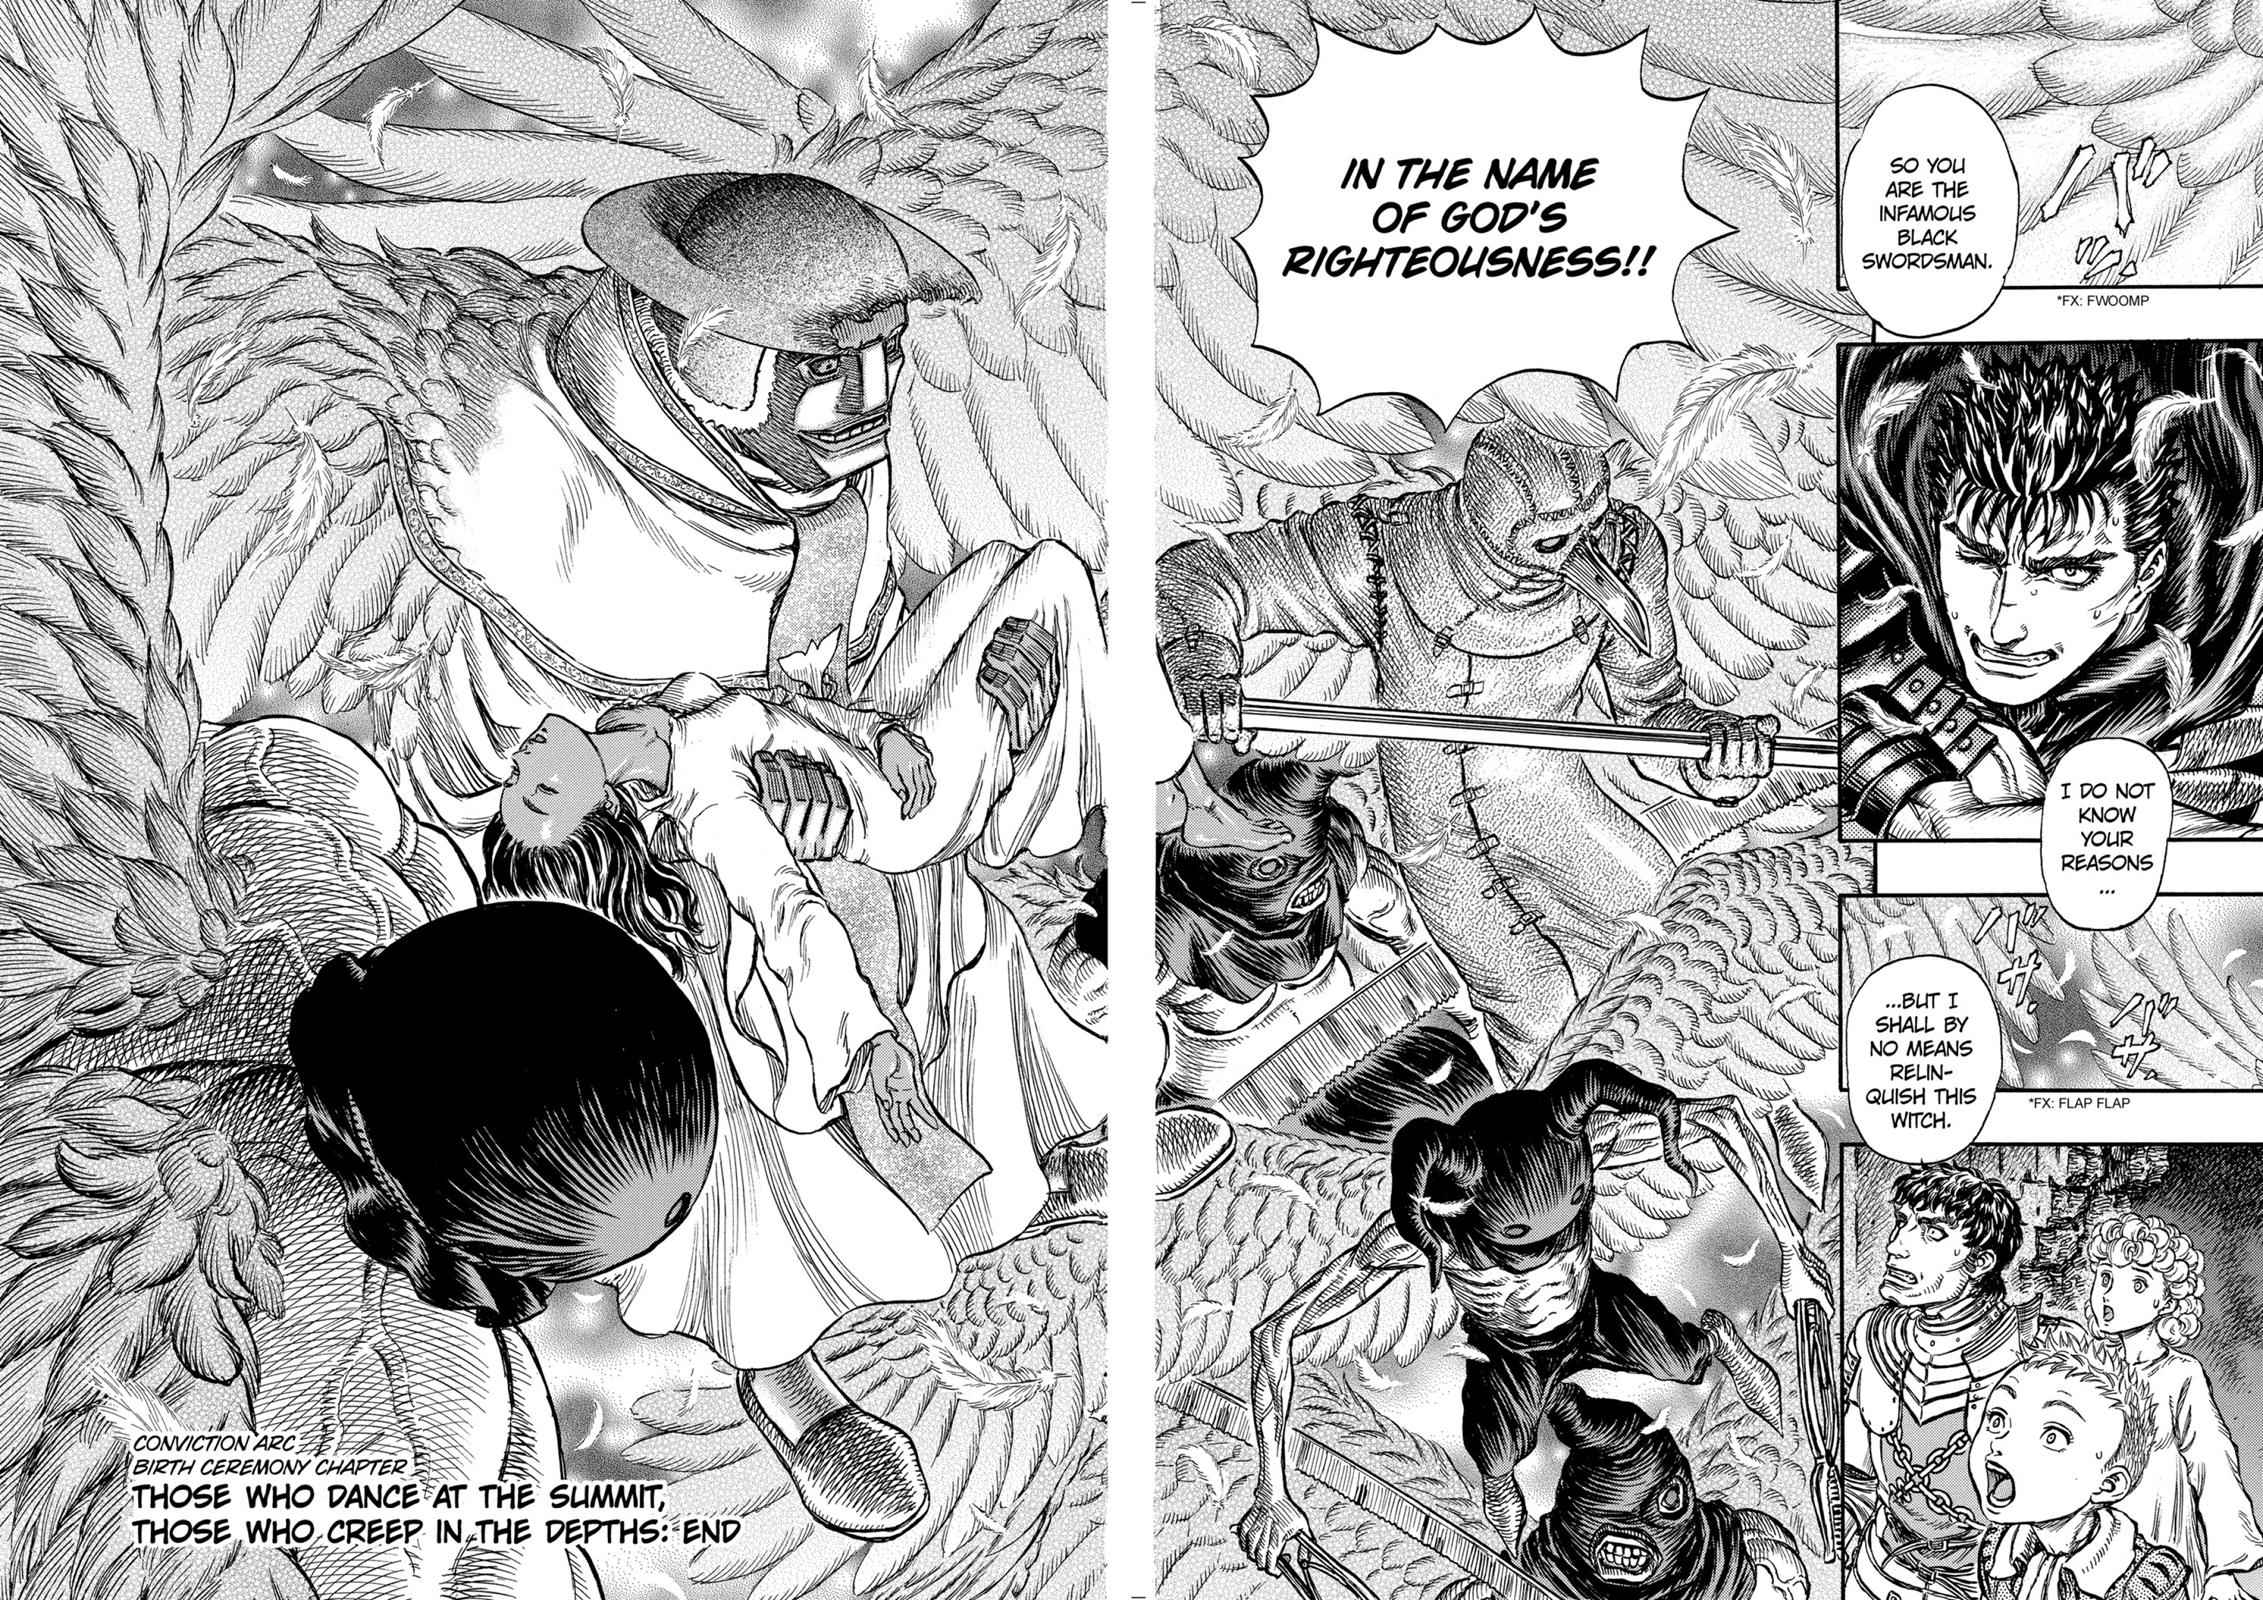 SO YOU
ARE THE
INFAMOUS
BLACK
SWORDSMAN.
*FX: FWOOMP
I DO NOT
KNOW
YOUR
REASONS
...
...BUT I
SHALL BY
NO MEANS
RELIN-
QUISH THIS
WITCH.
*FX: FLAP FLAP
IN THE NAME
OF GOD'S
RIGHTEOUSNESS!!
CONVICTION ARC
BIRTH CEREMONY CHAPTER
THOSE WHO DANCE AT THE SUMMIT,
THOSE WHO CREEP IN THE DEPTHS: END